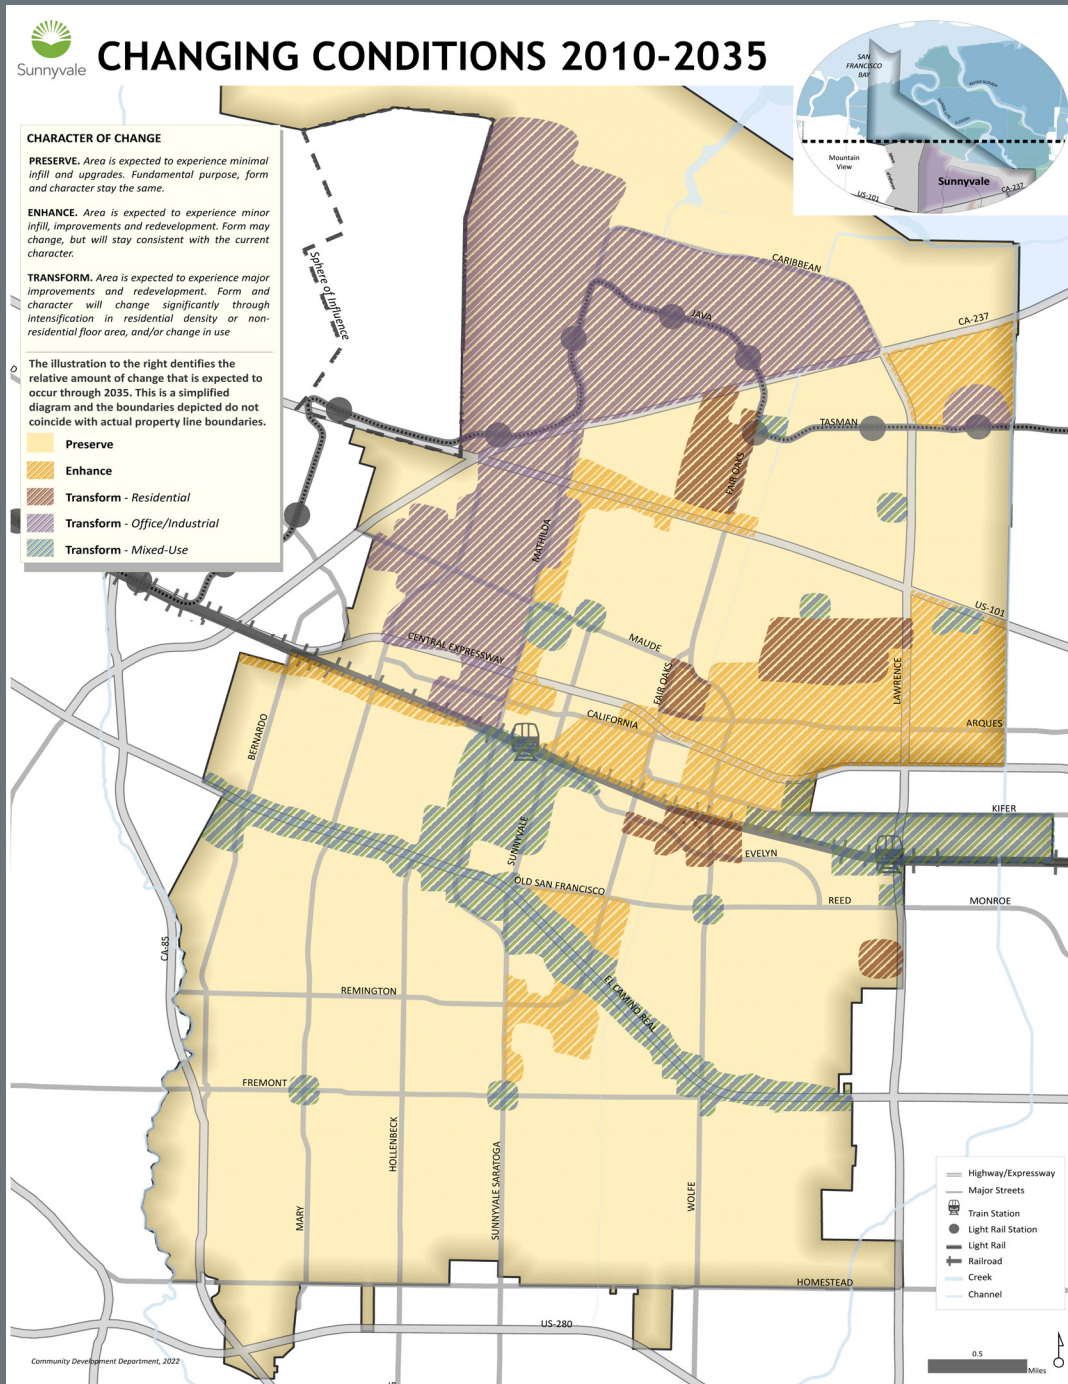 Sunnyvale
CHANGING CONDITIONS 2010-2035
CHARACTER OF CHANGE
PRESERVE. Area is expected to experience minimal
infill and upgrades. Fundamental purpose, form
and character stay the same.
ENHANCE. Area is expected to experience minor
infill, improvements and redevelopment. Form may
change, but will stay consistent with the current
character.
TRANSFORM. Area is expected to experience major
improvements and redevelopment. Form and
character will change significantly through
intensification in residential density or non-
residential floor area, and/or change in use
The illustration to the right dentifies the
relative amount of change that is expected to
occur through 2035. This is a simplified
diagram and the boundaries depicted do not
coincide with actual property line boundaries.
Preserve
Enhance
Transform - Residential
Transform - Office/Industrial
Transform - Mixed-Use
SAN
FRANCISCO
BAY
ALVISO SLOUGH
Mountain
View
Sunnyvale
US-101
CA-237
Sphere of Influence
CARIBBEAN
JAVA
CA-237
TASMAN
FAIR OAKS
MATHILDA
US-101
MAUDE
CENTRAL EXPRESSWAY
FAIR OAKS
LAWRENCE
CALIFORNIA
ARQUES
BERNARDO
KIFER
SUNNYVALE
EVELYN
OLD SAN FRANCISCO
REED
MONROE
CA-85
REMINGTON
EL CAMINO REAL
FREMONT
HOLLENBECK
SUNNYVALE SARATOGA
MARY
WOLFE
HOMESTEAD
US-280
Highway/Expressway
Major Streets
Train Station
Light Rail Station
Light Rail
Railroad
Creek
Channel
0.5
Miles
Community Development Department, 2022